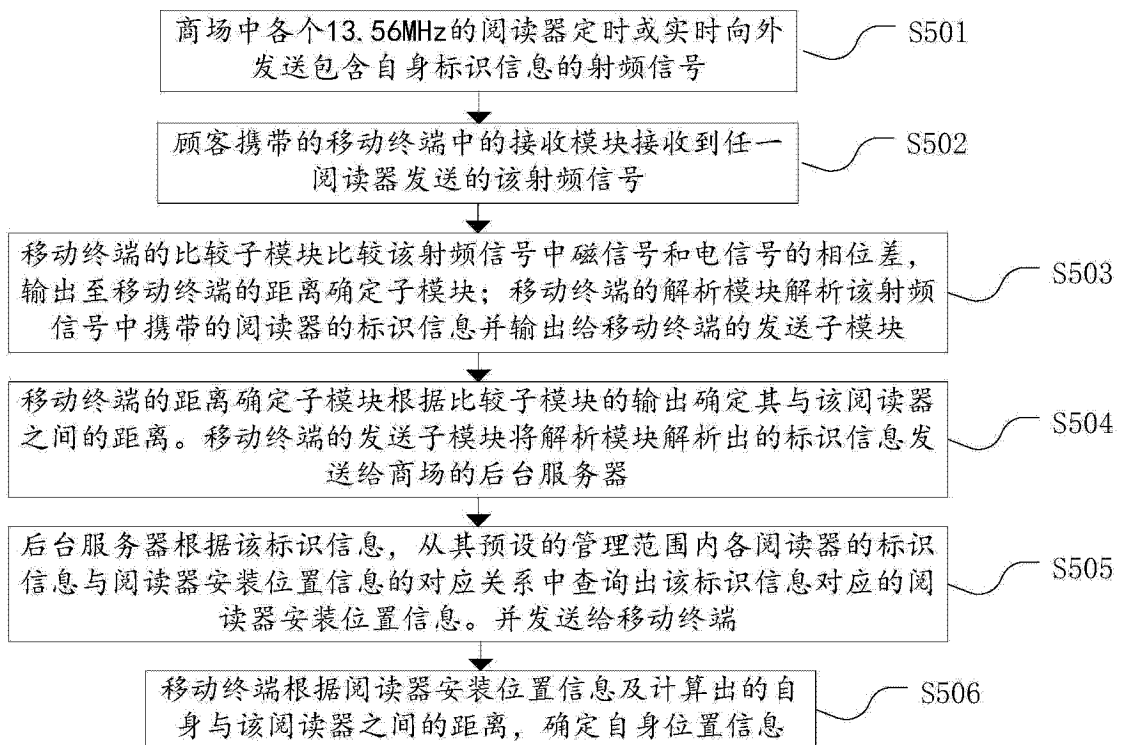 商场中各个13.56MHz的阅读器定时或实时向外
发送包含自身标识信息的射频信号
S501
顾客携带的移动终端中的接收模块接收到任一
阅读器发送的该射频信号
S502
移动终端的比较子模块比较该射频信号中磁信号和电信号的相位差，
输出至移动终端的距离确定子模块；移动终端的解析模块解析该射频
信号中携带的阅读器的标识信息并输出给移动终端的发送子模块
S503
移动终端的距离确定子模块根据比较子模块的输出确定其与该阅读器
之间的距离。移动终端的发送子模块将解析模块解析出的标识信息发
送给商场的后台服务器
S504
后台服务器根据该标识信息，从其预设的管理范围内各阅读器的标识
信息与阅读器安装位置信息的对应关系中查询出该标识信息对应的阅
读器安装位置信息。并发送给移动终端
S505
移动终端根据阅读器安装位置信息及计算出的自
身与该阅读器之间的距离，确定自身位置信息
S506